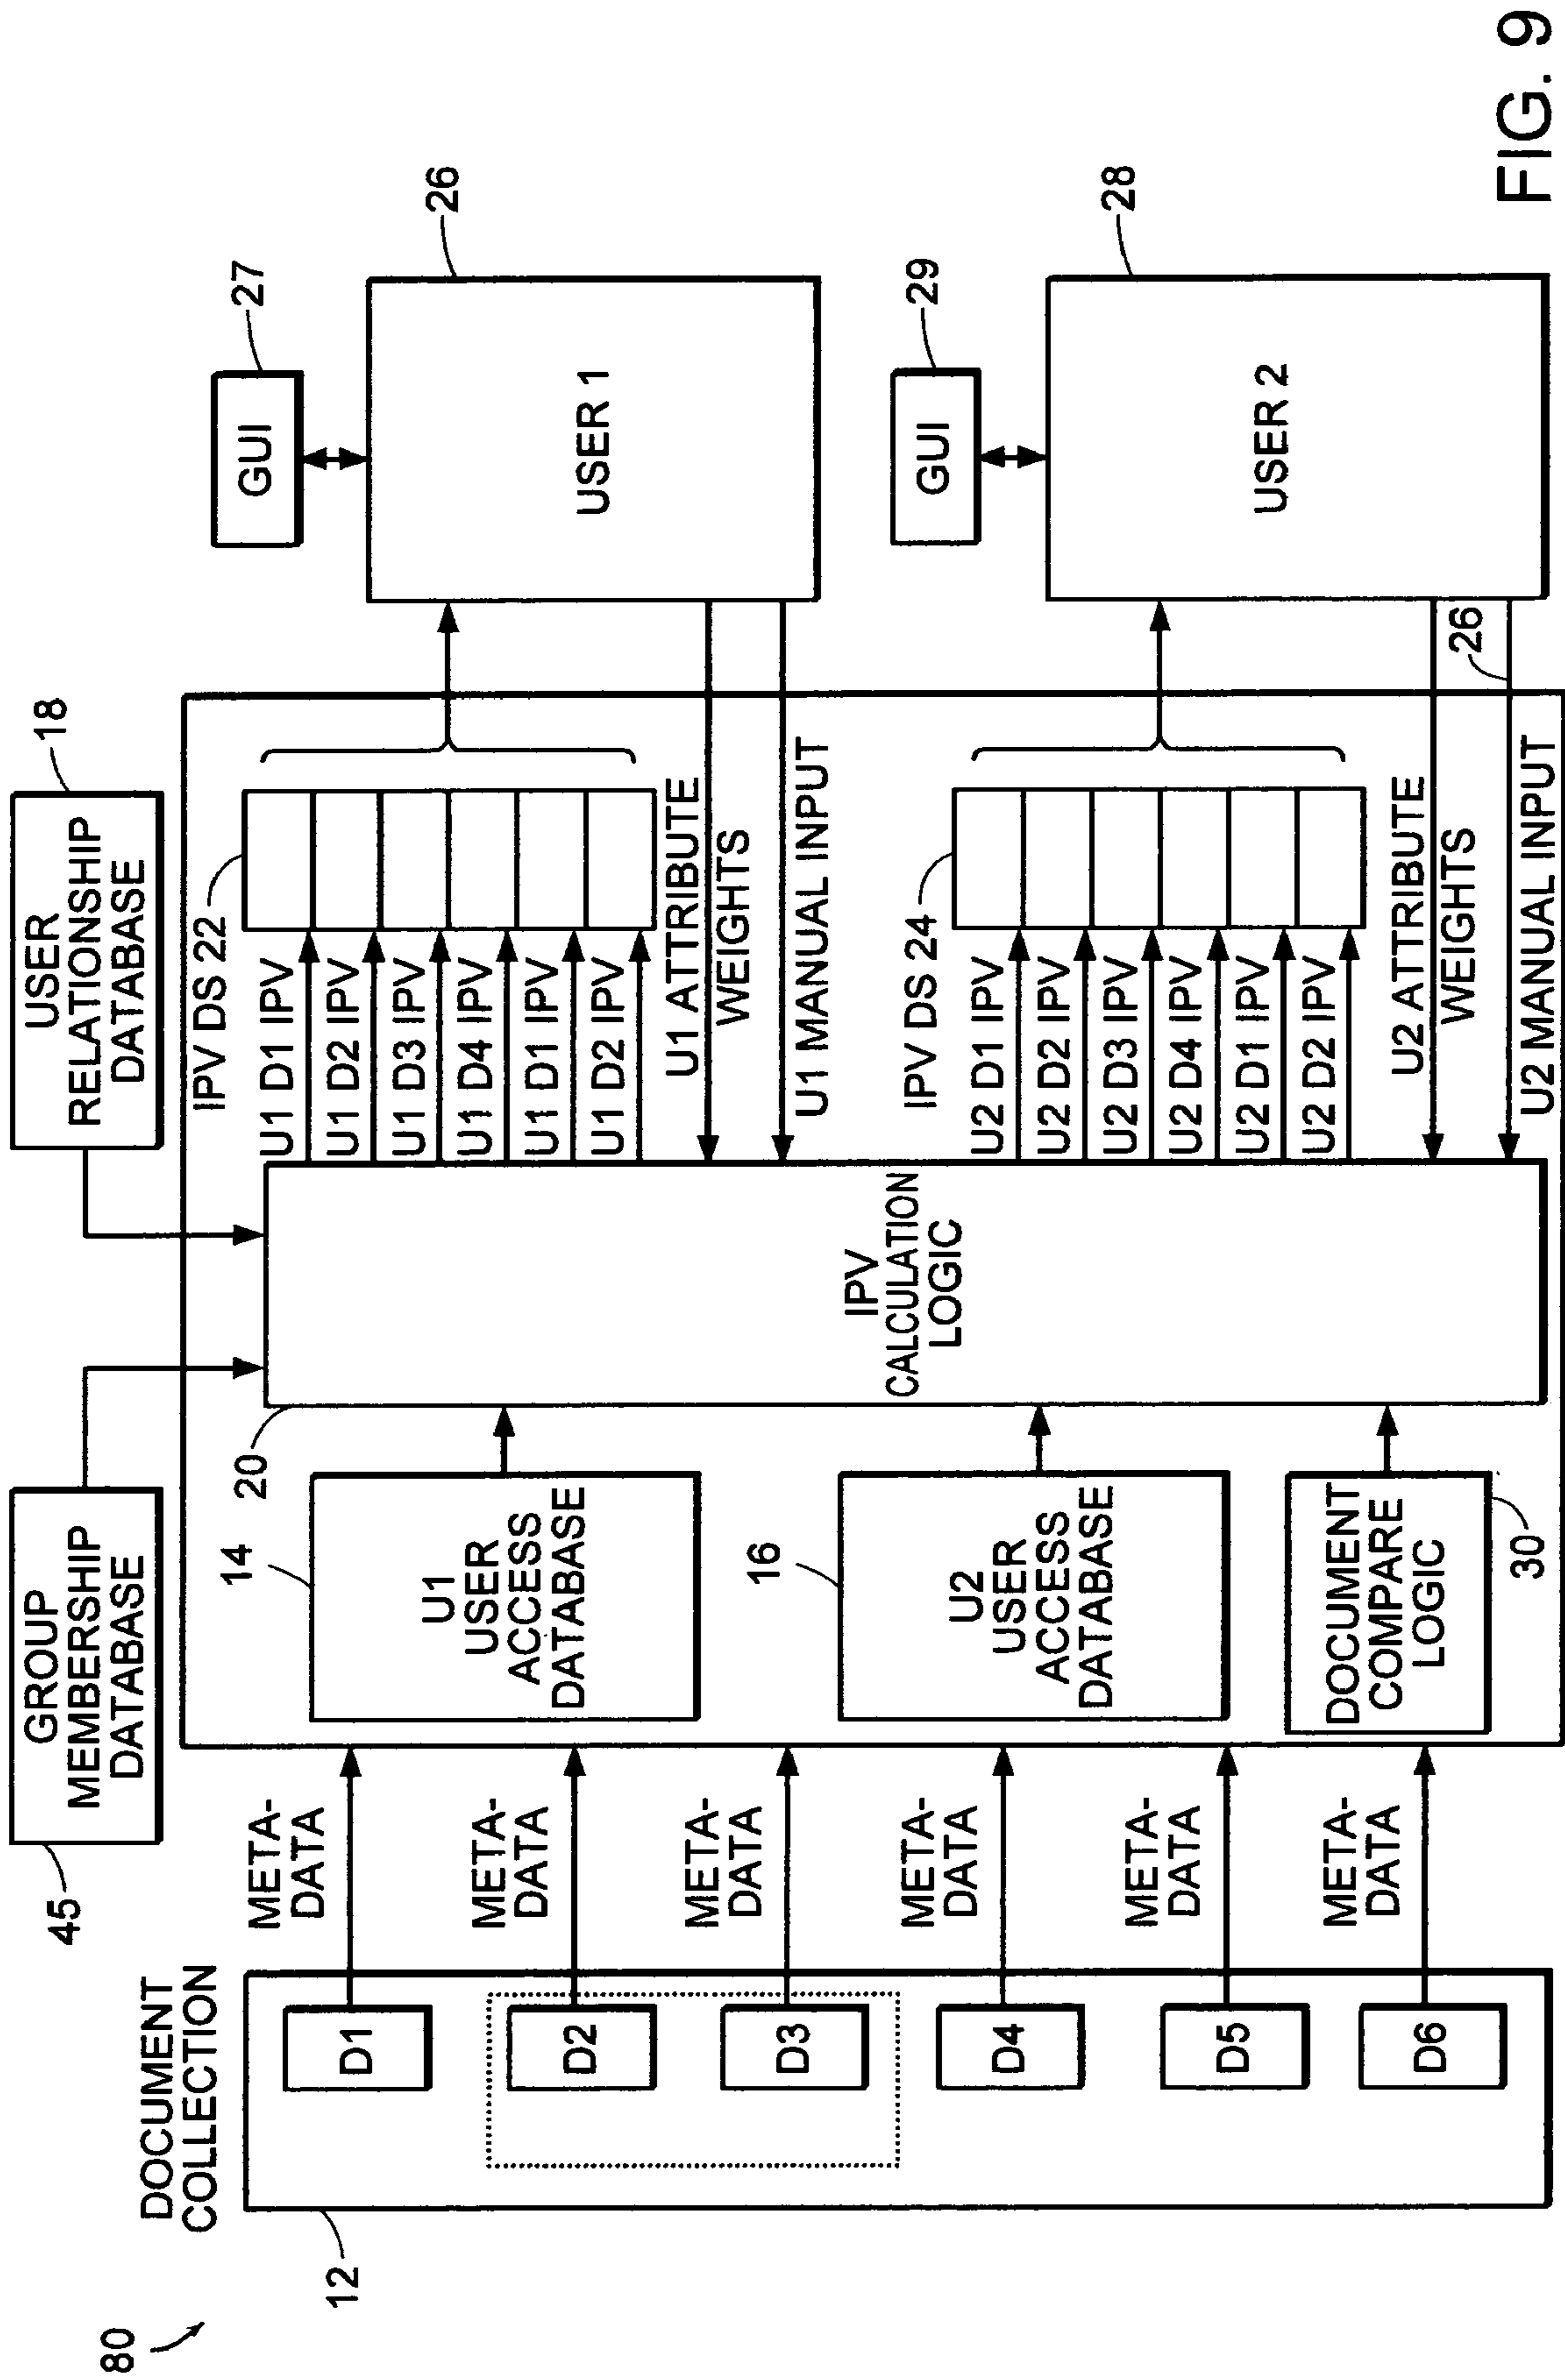 80
12
DOCUMENT
COLLECTION
D1
D2
D3
D4
D5
D6
META-
DATA
META-
DATA
META-
DATA
META-
DATA
META-
DATA
META-
DATA
45
GROUP
MEMBERSHIP
DATABASE
18
USER
RELATIONSHIP
DATABASE
14
U1
USER
ACCESS
DATABASE
16
U2
USER
ACCESS
DATABASE
DOCUMENT
COMPARE
LOGIC
30
20
IPV
CALCULATION
LOGIC
IPV DS 22
U1 D1 IPV
U1 D2 IPV
U1 D3 IPV
U1 D4 IPV
U1 D1 IPV
U1 D2 IPV
U1 ATTRIBUTE
WEIGHTS
U1 MANUAL INPUT
IPV DS 24
U2 D1 IPV
U2 D2 IPV
U2 D3 IPV
U2 D4 IPV
U2 D1 IPV
U2 D2 IPV
U2 ATTRIBUTE
WEIGHTS
26
U2 MANUAL INPUT
GUI
27
USER 1
26
GUI
29
USER 2
28
FIG. 9